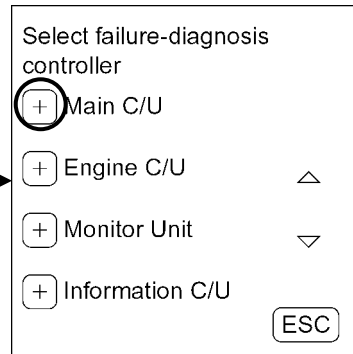 Select failure-diagnosis
controller
+ Main C/U
+ Engine C/U
+ Monitor Unit
+ Information C/U
ESC